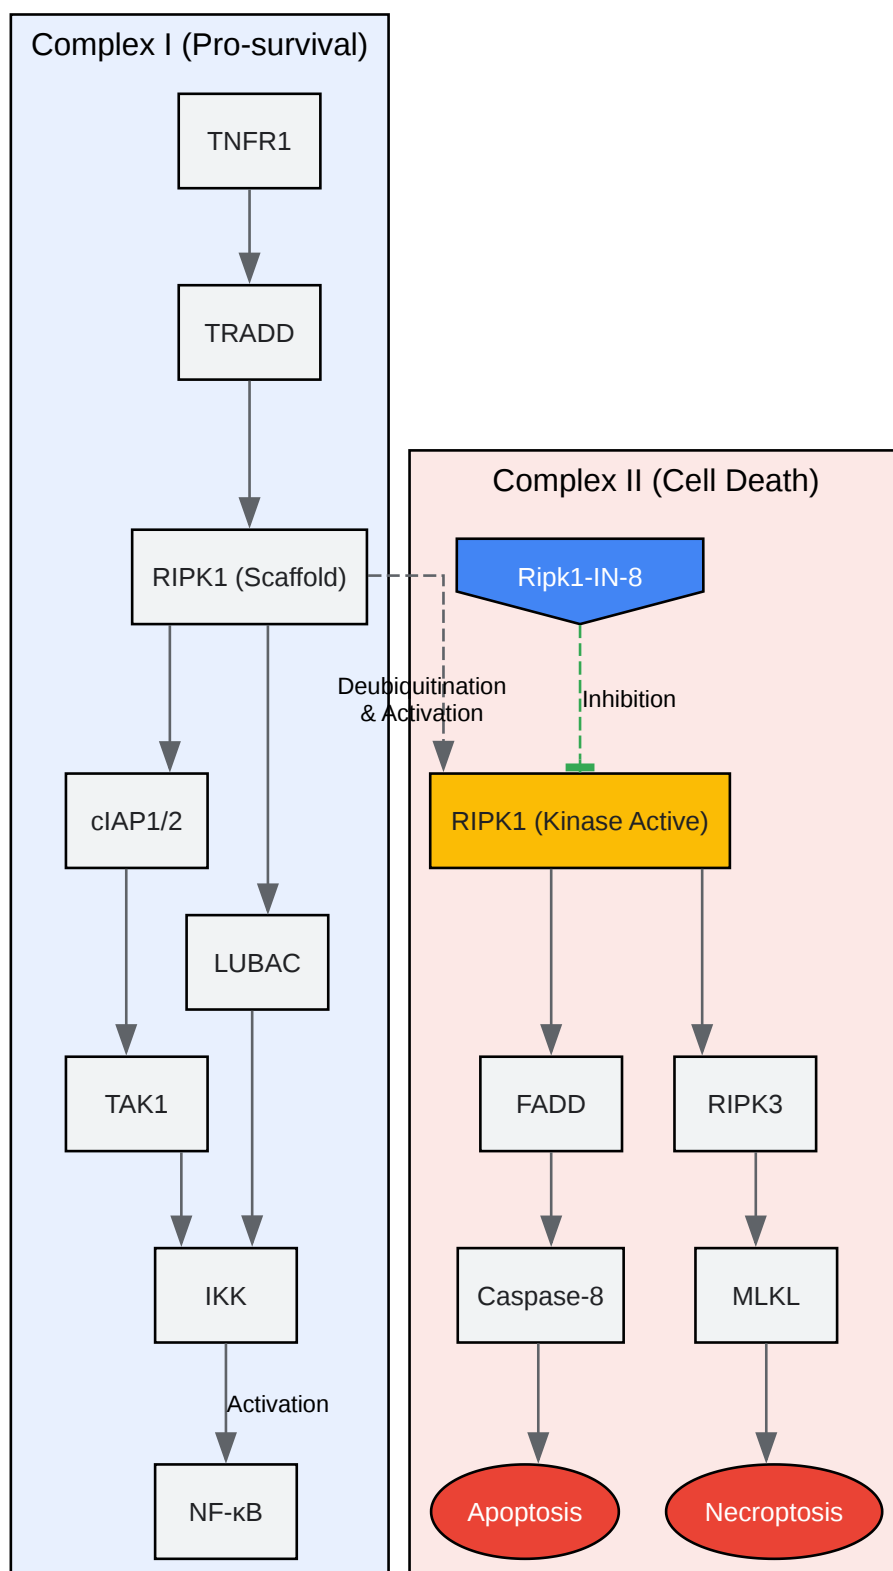 Complex I (Pro-survival)
TNFR1
TRADD
RIPK1 (Scaffold)
cIAP1/2
LUBAC
TAK1
IKK
Activation
NF-κB
Deubiquitination
& Activation
Complex II (Cell Death)
Ripk1-IN-8
Inhibition
RIPK1 (Kinase Active)
FADD
RIPK3
Caspase-8
MLKL
Apoptosis
Necroptosis